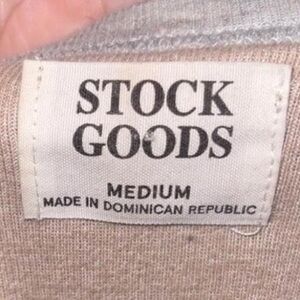 STOCK
GOODS
MEDIUM
MADE IN DOMINICAN REPUBLIC